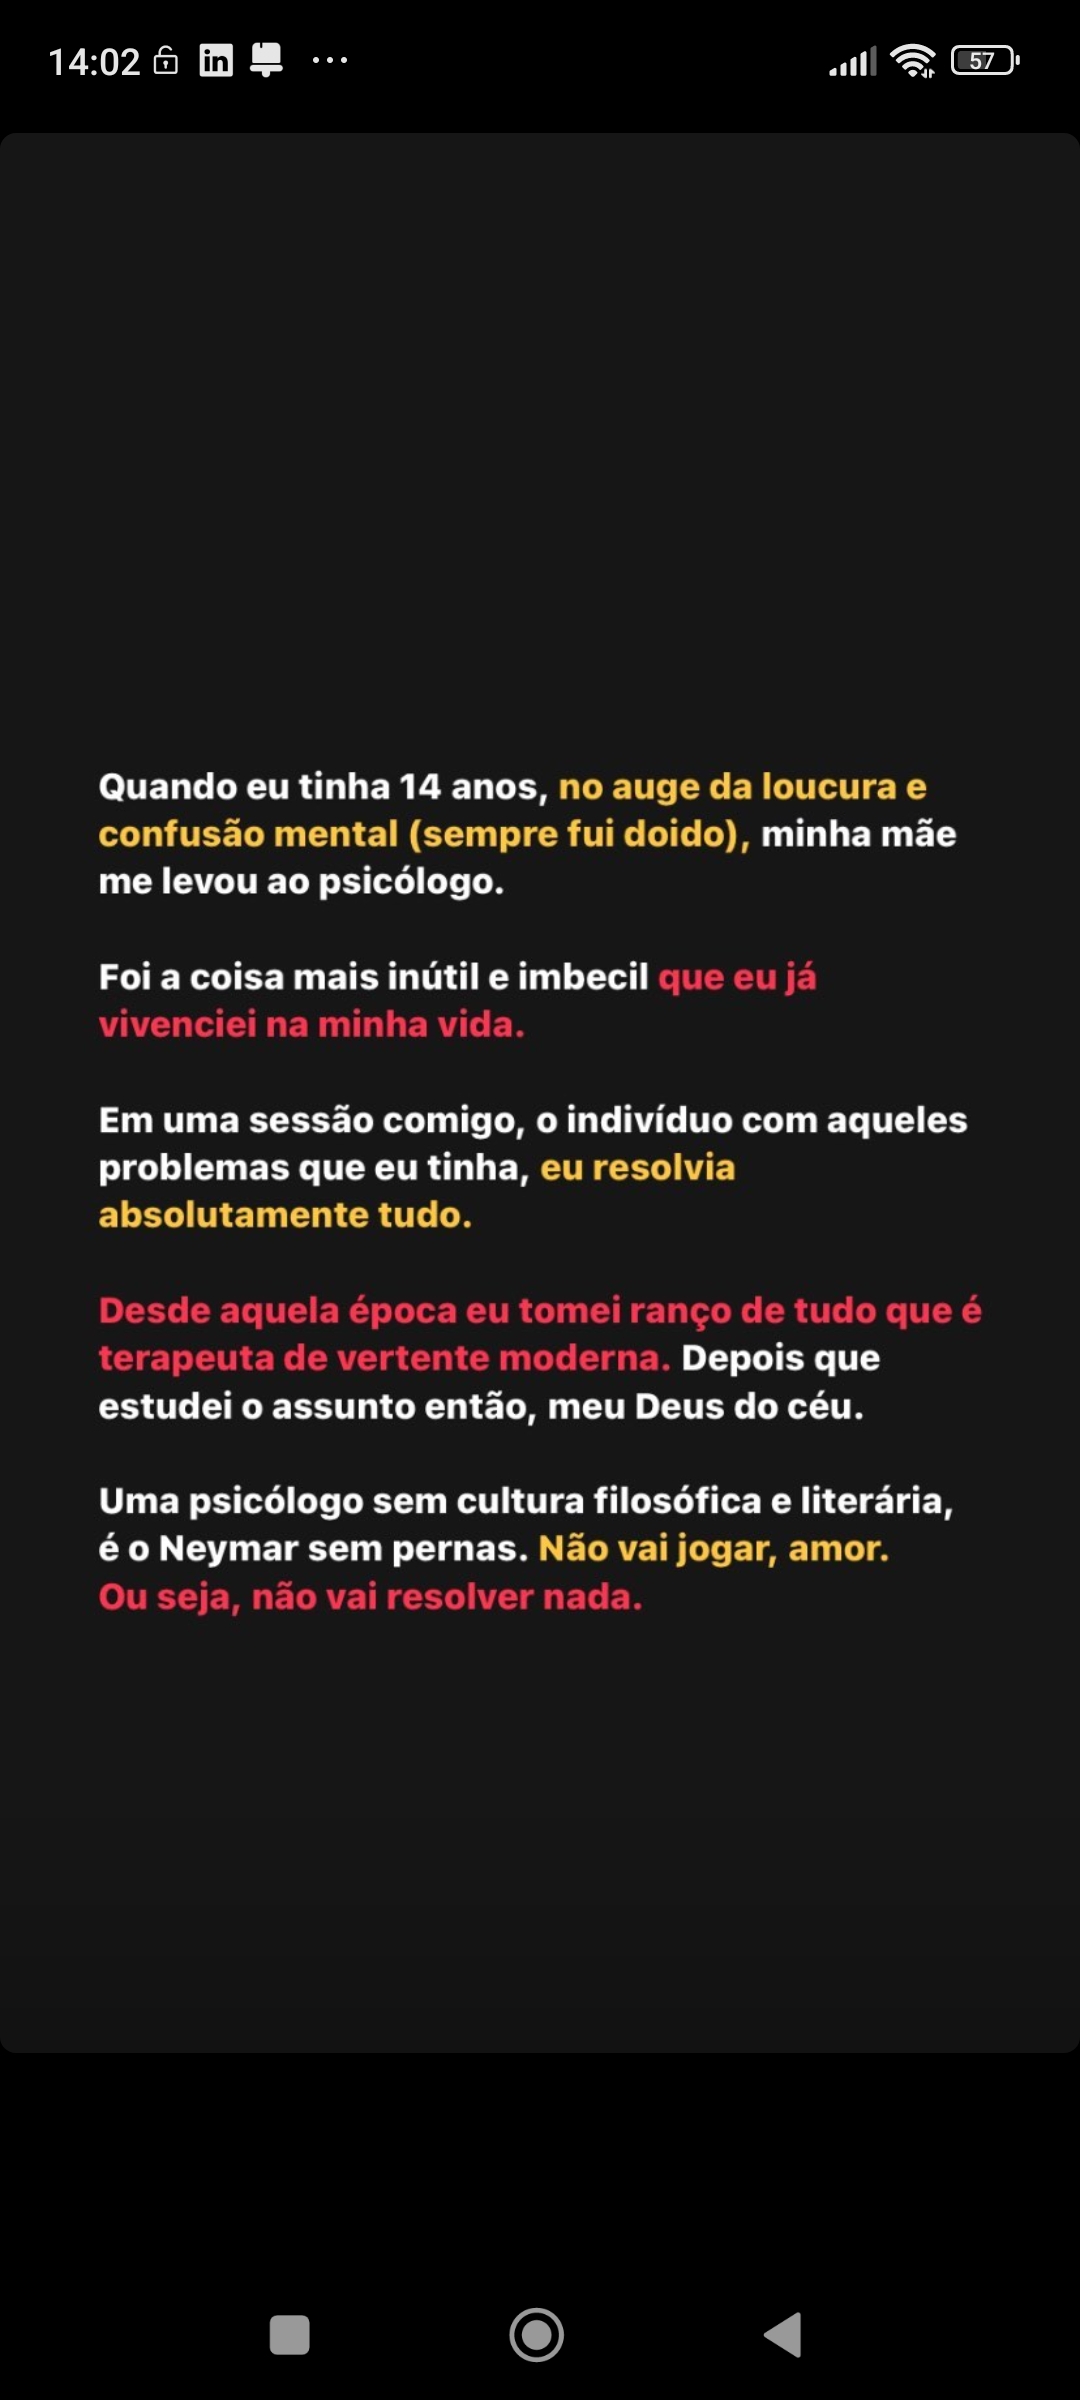 14:02
in
57
Quando eu tinha 14 anos, no auge da loucura e
confusão mental (sempre fui doido), minha mãe
me levou ao psicólogo.
Foi a coisa mais inútil e imbecil que eu já
vivenciei na minha vida.
Em uma sessão comigo, o indivíduo com aqueles
problemas que eu tinha, eu resolvia
absolutamente tudo.
Desde aquela época eu tomei ranço de tudo que é
terapeuta de vertente moderna. Depois que
estudei o assunto então, meu Deus do céu.
Uma psicólogo sem cultura filosófica e literária,
é o Neymar sem pernas. Não vai jogar, amor.
Ou seja, não vai resolver nada.